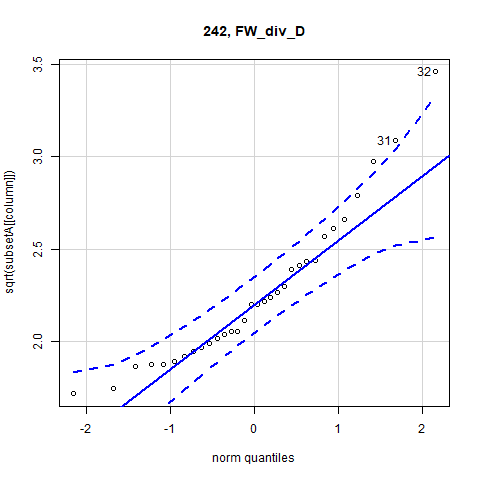 242, FW_div_D
sqrt(subsetA[[column]])
3.5
3.0
2.5
2.0
32
31
-2 -1 0 1 2
norm quantiles